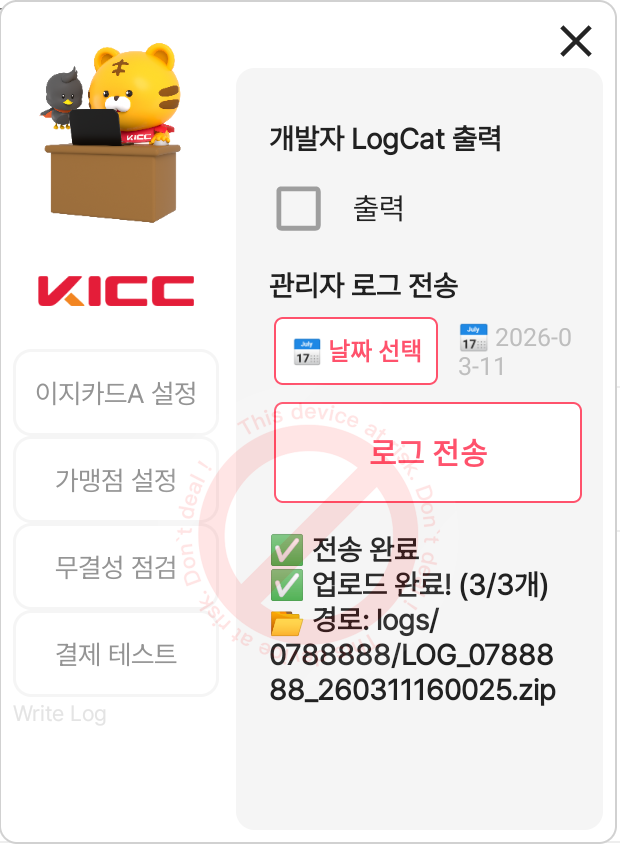 KICC
KICC
이지카드A 설정
가맹점 설정
무결성 점검
결제 테스트
Write Log
개발자 LogCat 출력
출력
관리자 로그 전송
📅 날짜 선택
📅 2026-0
3-11
로그 전송
✅ 전송 완료
✅ 업로드 완료! (3/3개)
📂 경로: logs/
0788888/LOG_07888
88_260311160025.zip
This device at risk. Don`t deal !